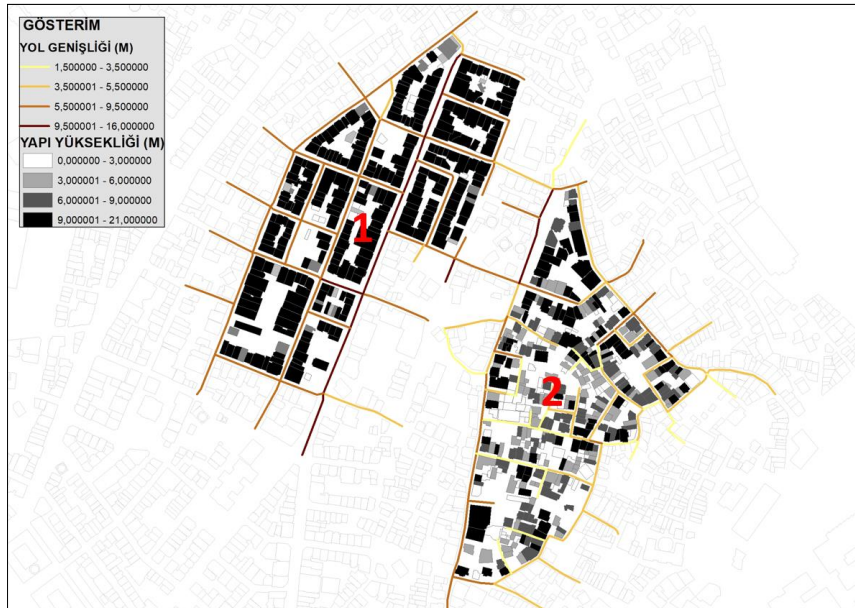 GÖSTERİM
YOL GENİŞLİĞİ (M)
1,500000 - 3,500000
3,500001 - 5,500000
5,500001 - 9,500000
9,500001 - 16,000000
YAPI YÜKSEKLİĞİ (M)
0,000000 - 3,000000
3,000001 - 6,000000
6,000001 - 9,000000
9,000001 - 21,000000
1
2